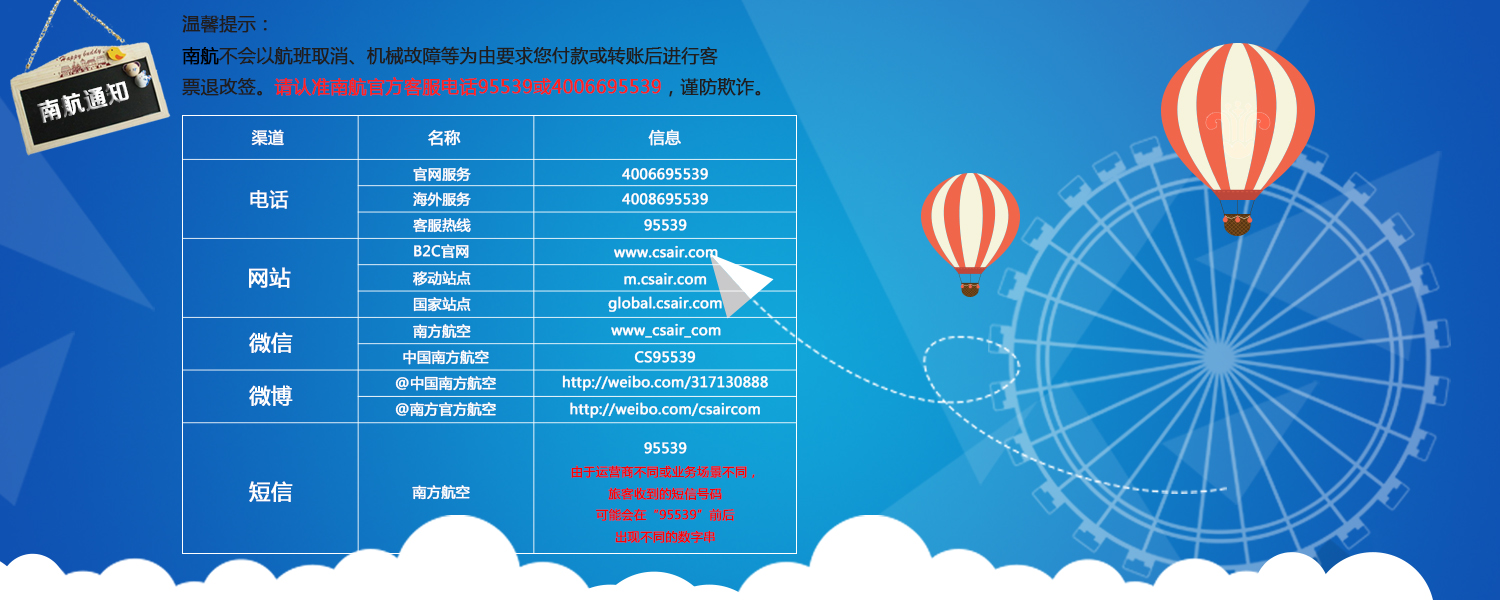 温馨提示：
南航不会以航班取消、机械故障等为由要求您付款或转账后进行客
票退改签。请认准南航官方客服电话95539或4006695539，谨防欺诈。
Happy buddy
南航通知
渠道 名称 信息
电话
官网服务 4006695539
海外服务 4008695539
客服热线 95539
网站
B2C官网 www.csair.com
移动站点 m.csair.com
国家站点 global.csair.com
微信
南方航空 www_csair_com
中国南方航空 CS95539
微博
@中国南方航空 http://weibo.com/317130888
@南方官方航空 http://weibo.com/csaircom
短信
南方航空
95539
由于运营商不同或业务场景不同，
旅客收到的短信号码
可能会在“95539”前后
出现不同的数字串